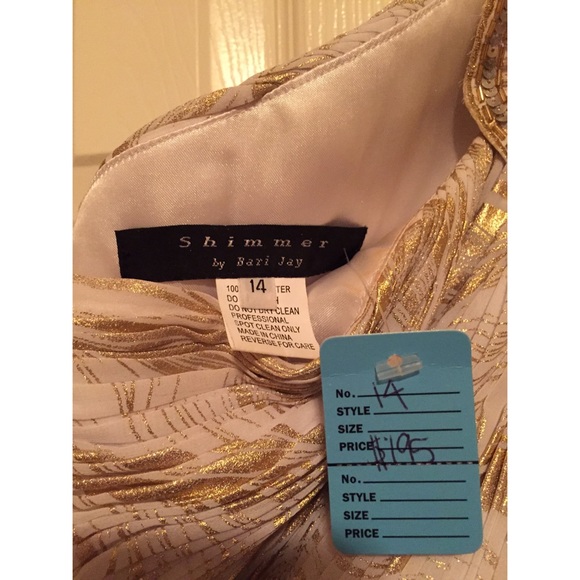 Shimmer
by Bari Jay
14
100 TER
DO
DO NOT DRY CLEAN
PROFESSIONAL
SPOT CLEAN ONLY
MADE IN CHINA
REVERSE FOR CARE
No. 14
STYLE
SIZE
PRICE $195
No.
STYLE
SIZE
PRICE